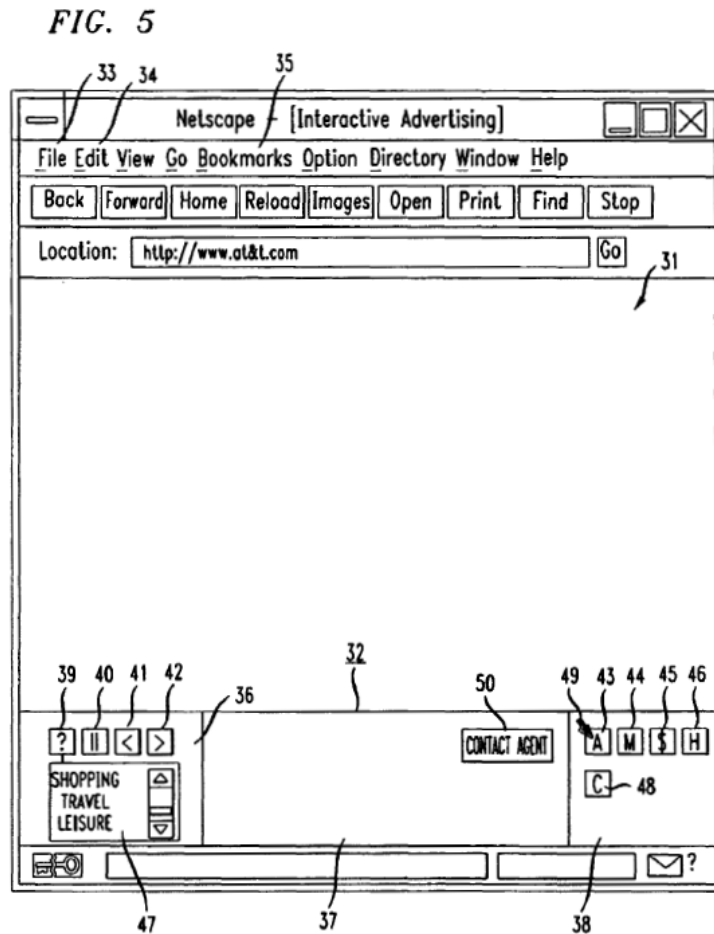 FIG. 5
33 34 35
Netscape - [Interactive Advertising]
File Edit View Go Bookmarks Option Directory Window Help
Back Forward Home Reload Images Open Print Find Stop
Location: http://www.at&t.com Go
31
39 40 41 42 36 32 50 49 43 44 45 46
? || < > CONTACT AGENT A M $ H
SHOPPING
TRAVEL
LEISURE
C 48
?
47 37 38